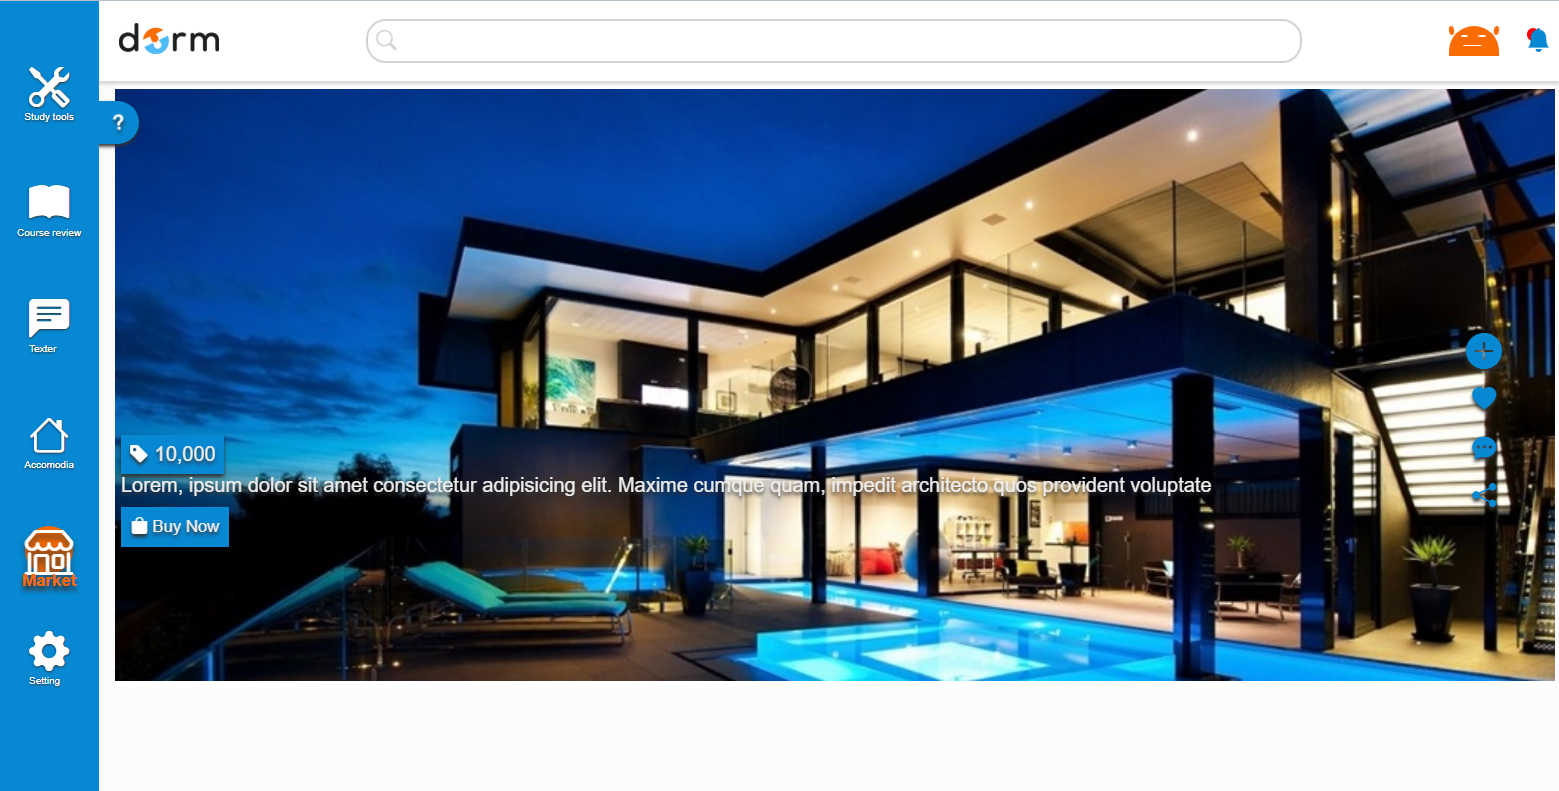 dorm
Study tools
?
Course review
Texter
Accomodia
Market
Setting
10,000
Lorem, ipsum dolor sit amet consectetur adipisicing elit. Maxime cumque quam, impedit architecto quos provident voluptate
Buy Now